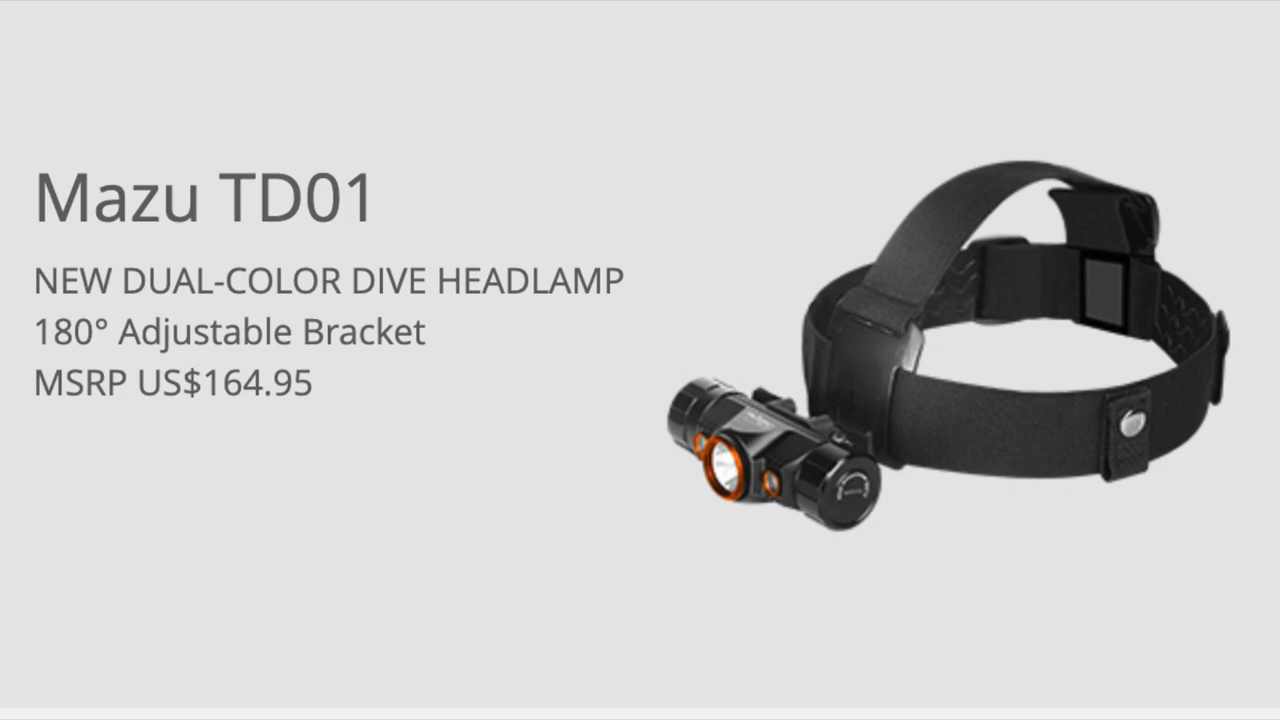 Mazu TD01
NEW DUAL-COLOR DIVE HEADLAMP
180° Adjustable Bracket
MSRP US$164.95